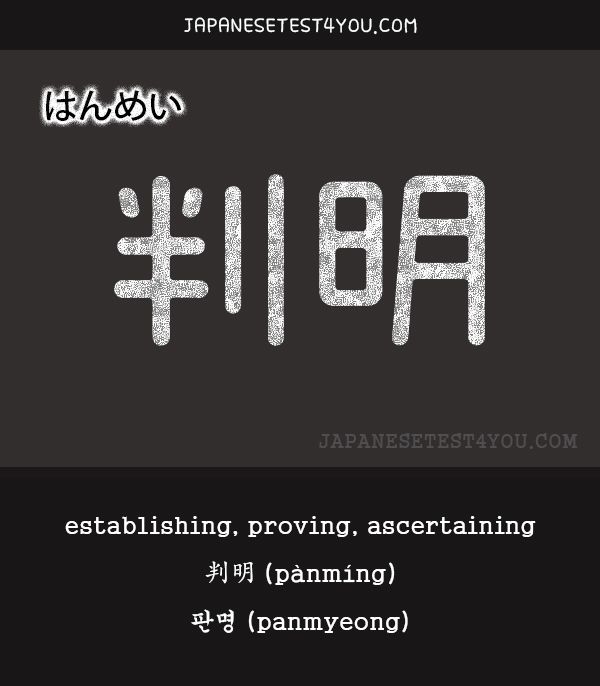 JAPANESETEST4YOU.COM
はんめい
判明
JAPANESETEST4YOU.COM
establishing, proving, ascertaining
判明 (pànmíng)
판명 (panmyeong)